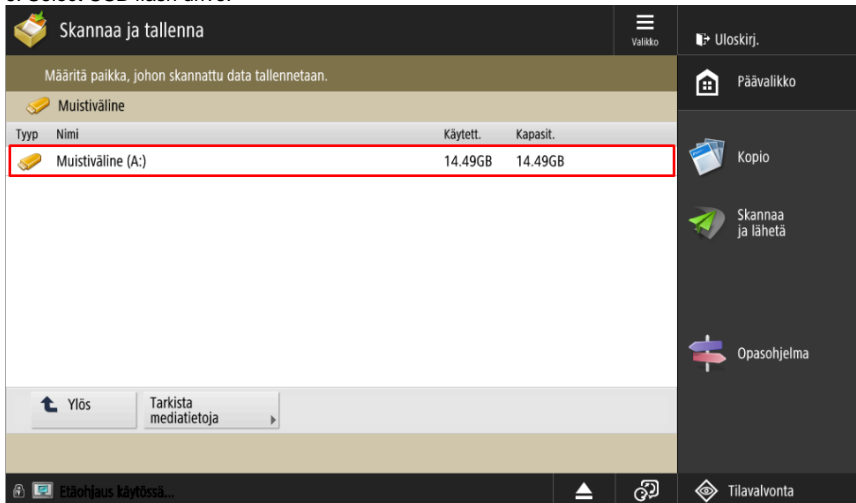 Skannaa ja tallenna
Valikko
Uloskirj.
Määritä paikka, johon skannattu data tallennetaan.
Päävalikko
Muistiväline
Typp Nimi Käytett. Kapasit.
Muistiväline (A:) 14.49GB 14.49GB
Kopio
Skannaa
ja lähetä
Opasohjelma
Ylös
Tarkista
mediatietoja
Etäohjaus käytössä...
Tilavalvonta